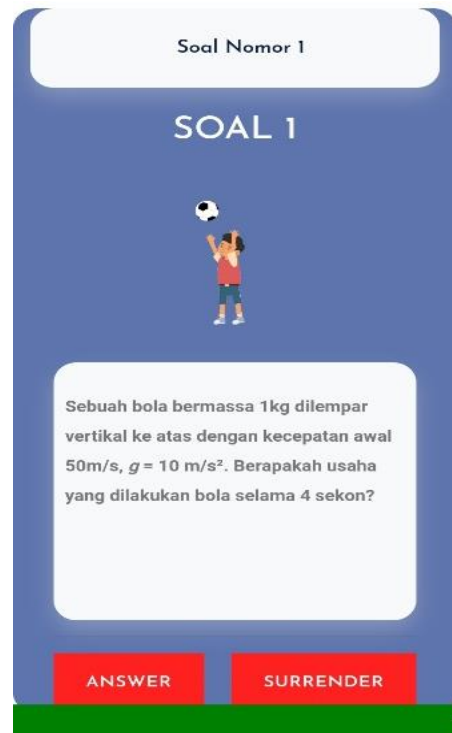 Soal Nomor 1
SOAL 1
Sebuah bola bermassa 1kg dilempar
vertikal ke atas dengan kecepatan awal
50m/s, g = 10 m/s². Berapakah usaha
yang dilakukan bola selama 4 sekon?
ANSWER
SURRENDER